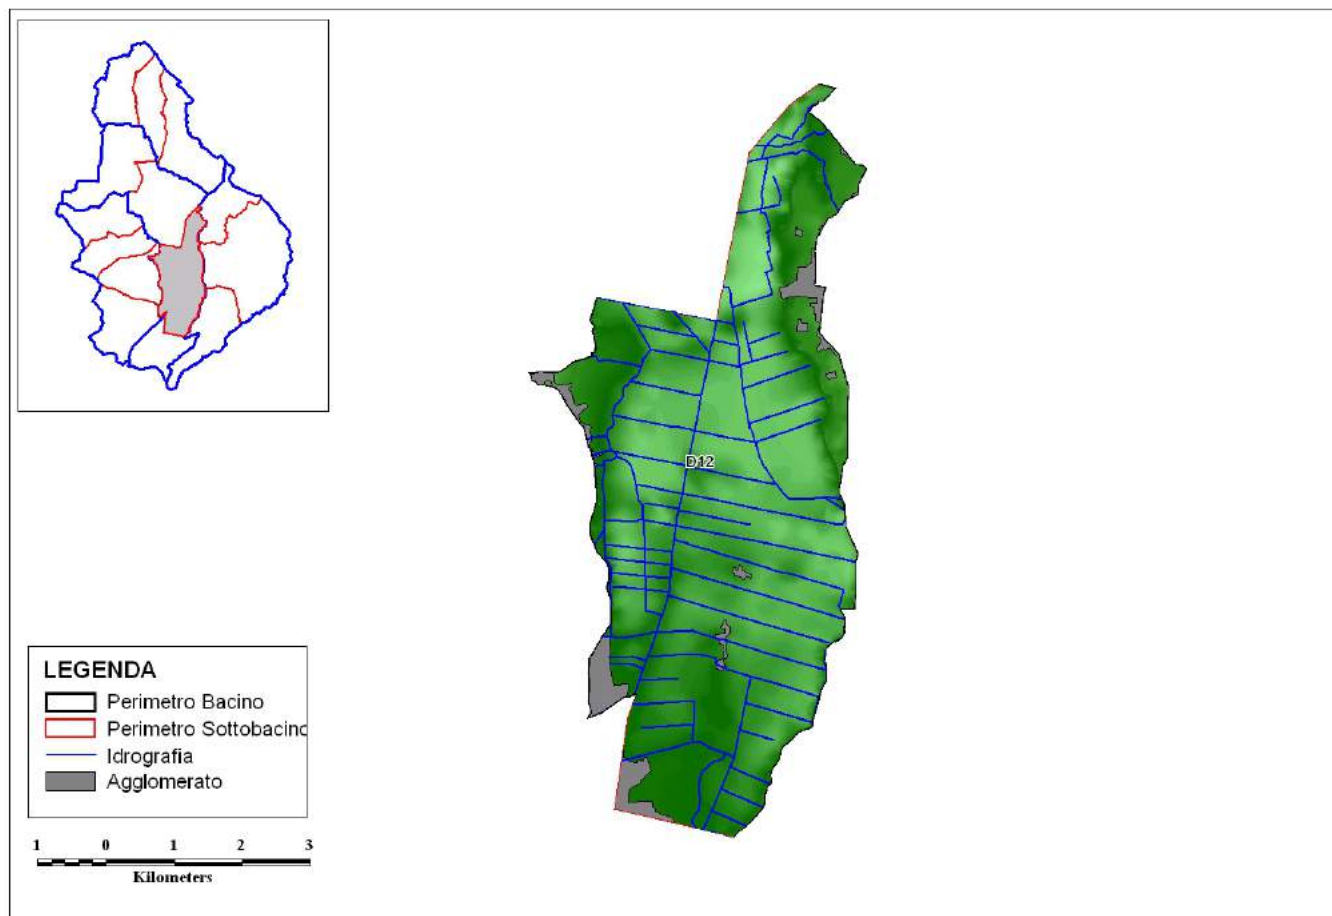 D12
LEGENDA
Perimetro Bacino
Perimetro Sottobacino
Idrografia
Agglomerato
1 0 1 2 3
Kilometers